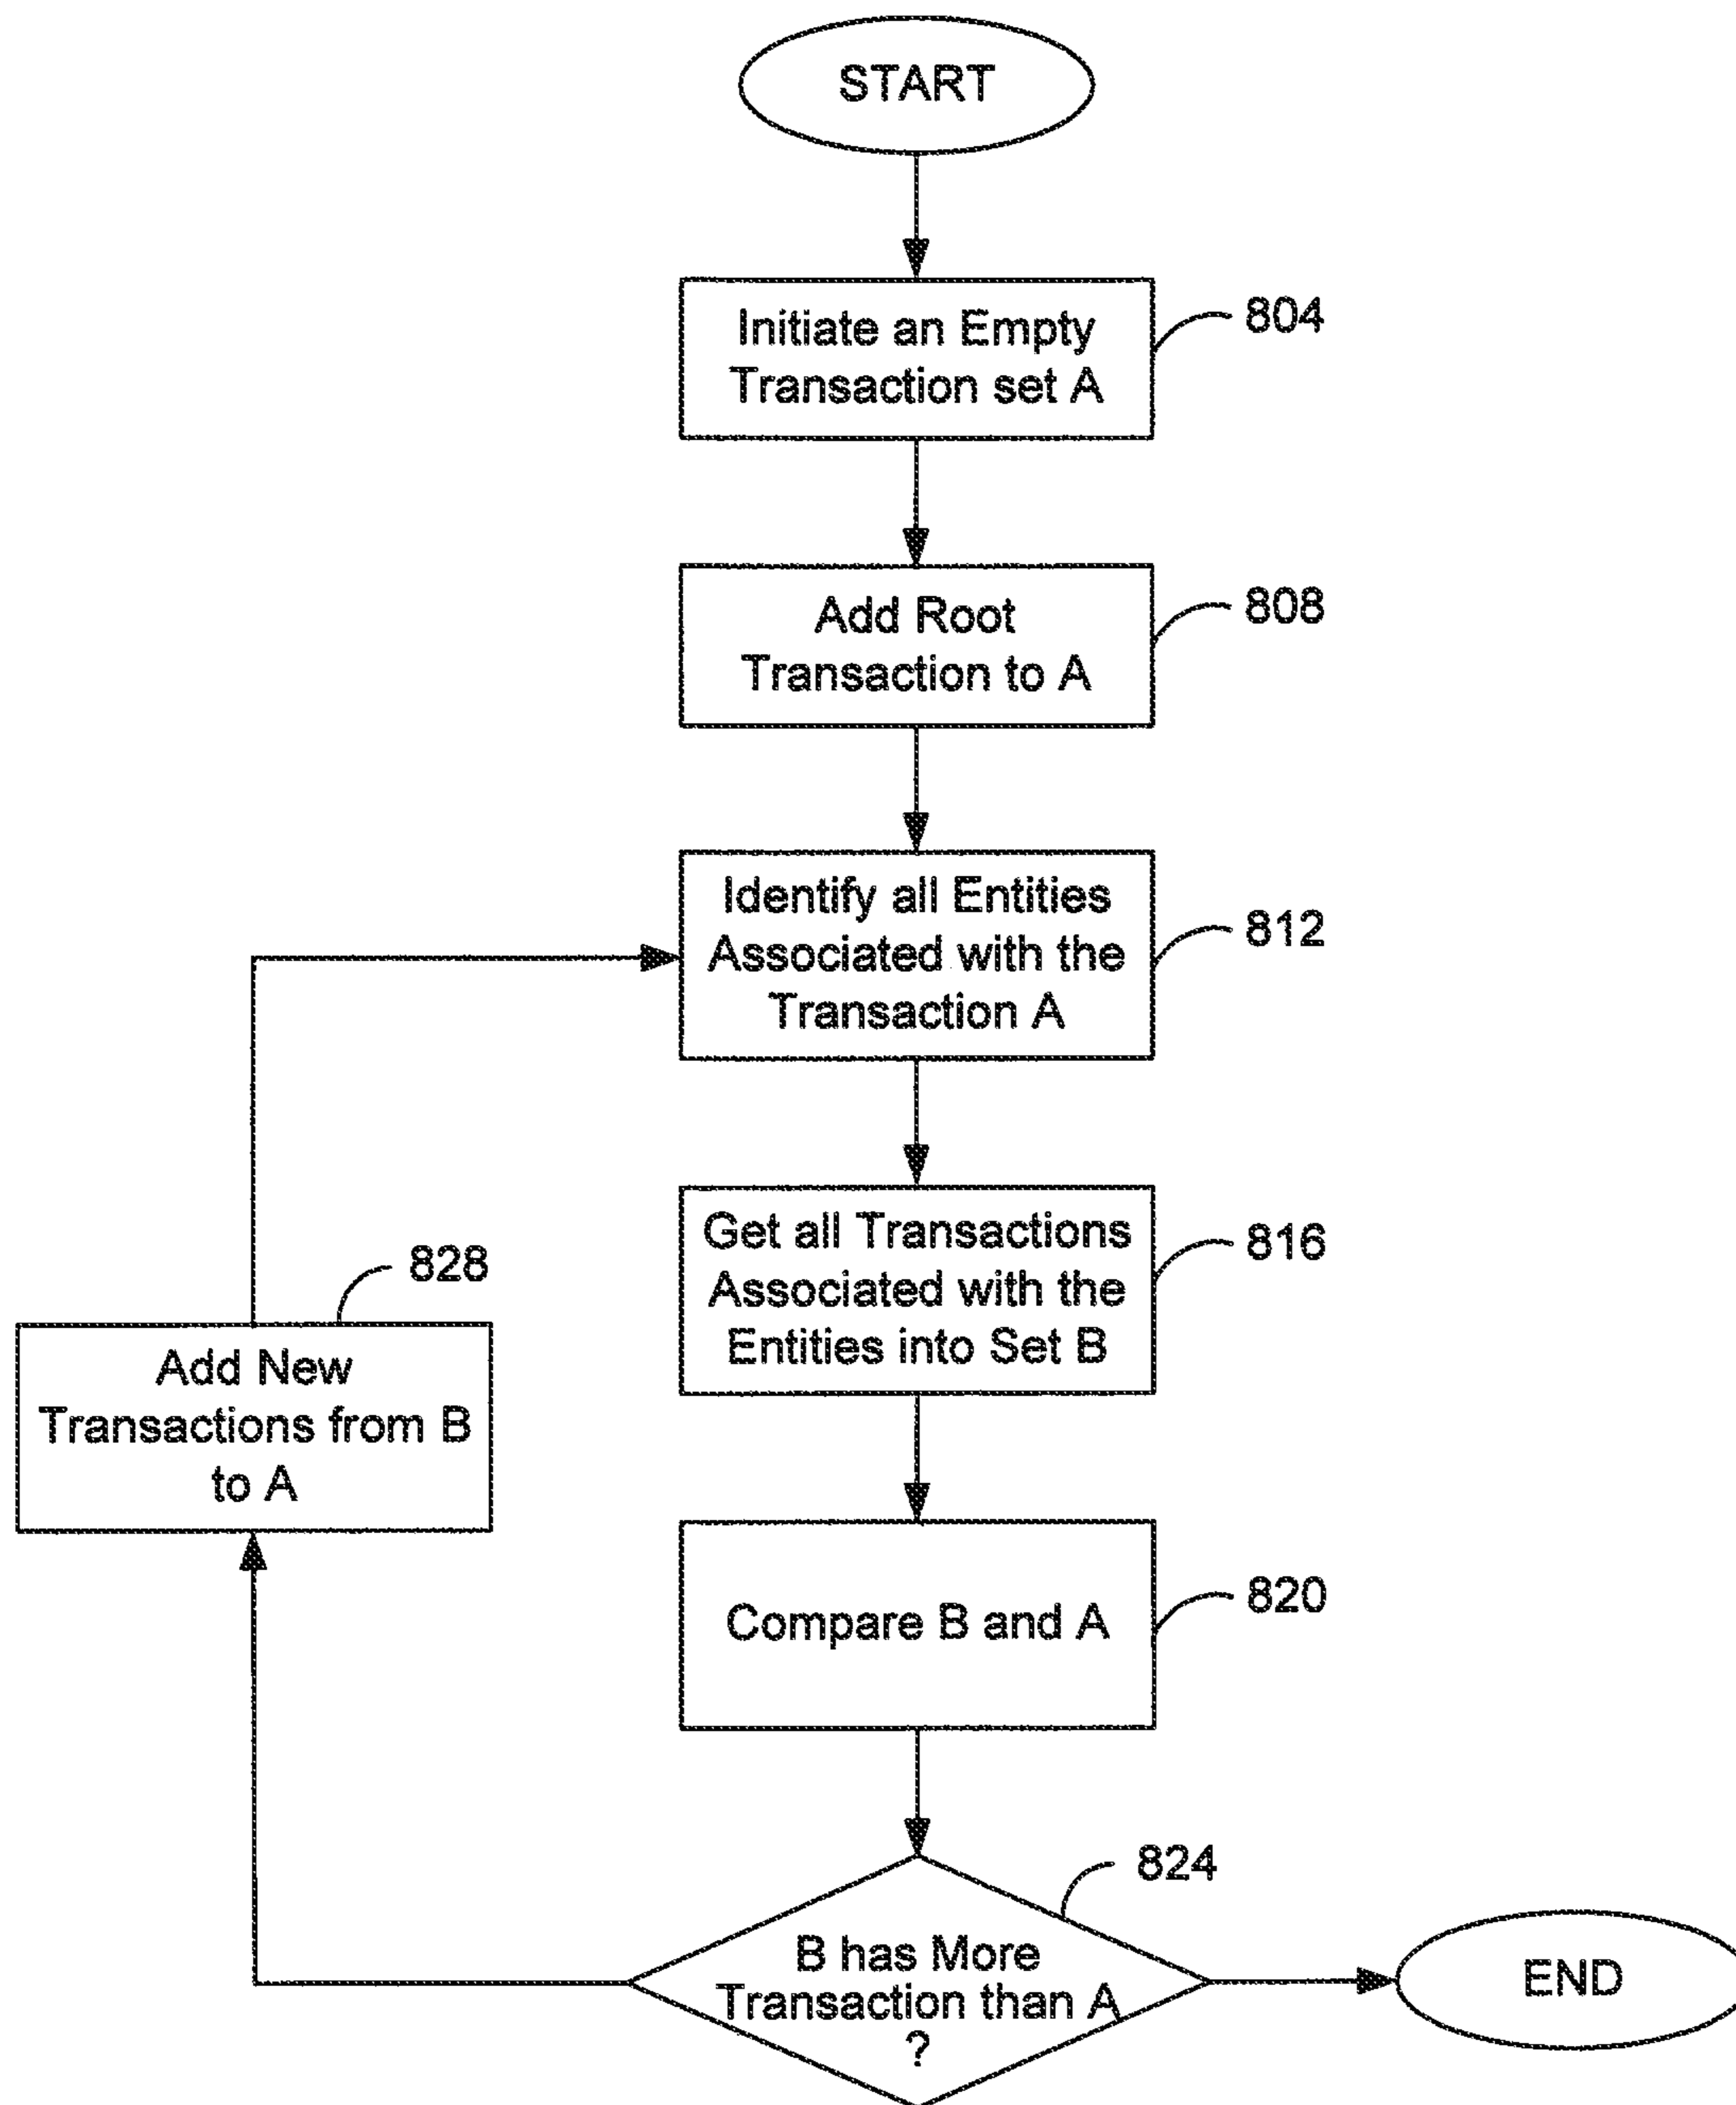 START
Initiate an Empty
Transaction set A
804
Add Root
Transaction to A
808
Identify all Entities
Associated with the
Transaction A
812
Get all Transactions
Associated with the
Entities into Set B
816
828
Add New
Transactions from B
to A
Compare B and A
820
824
B has More
Transaction than A
?
END